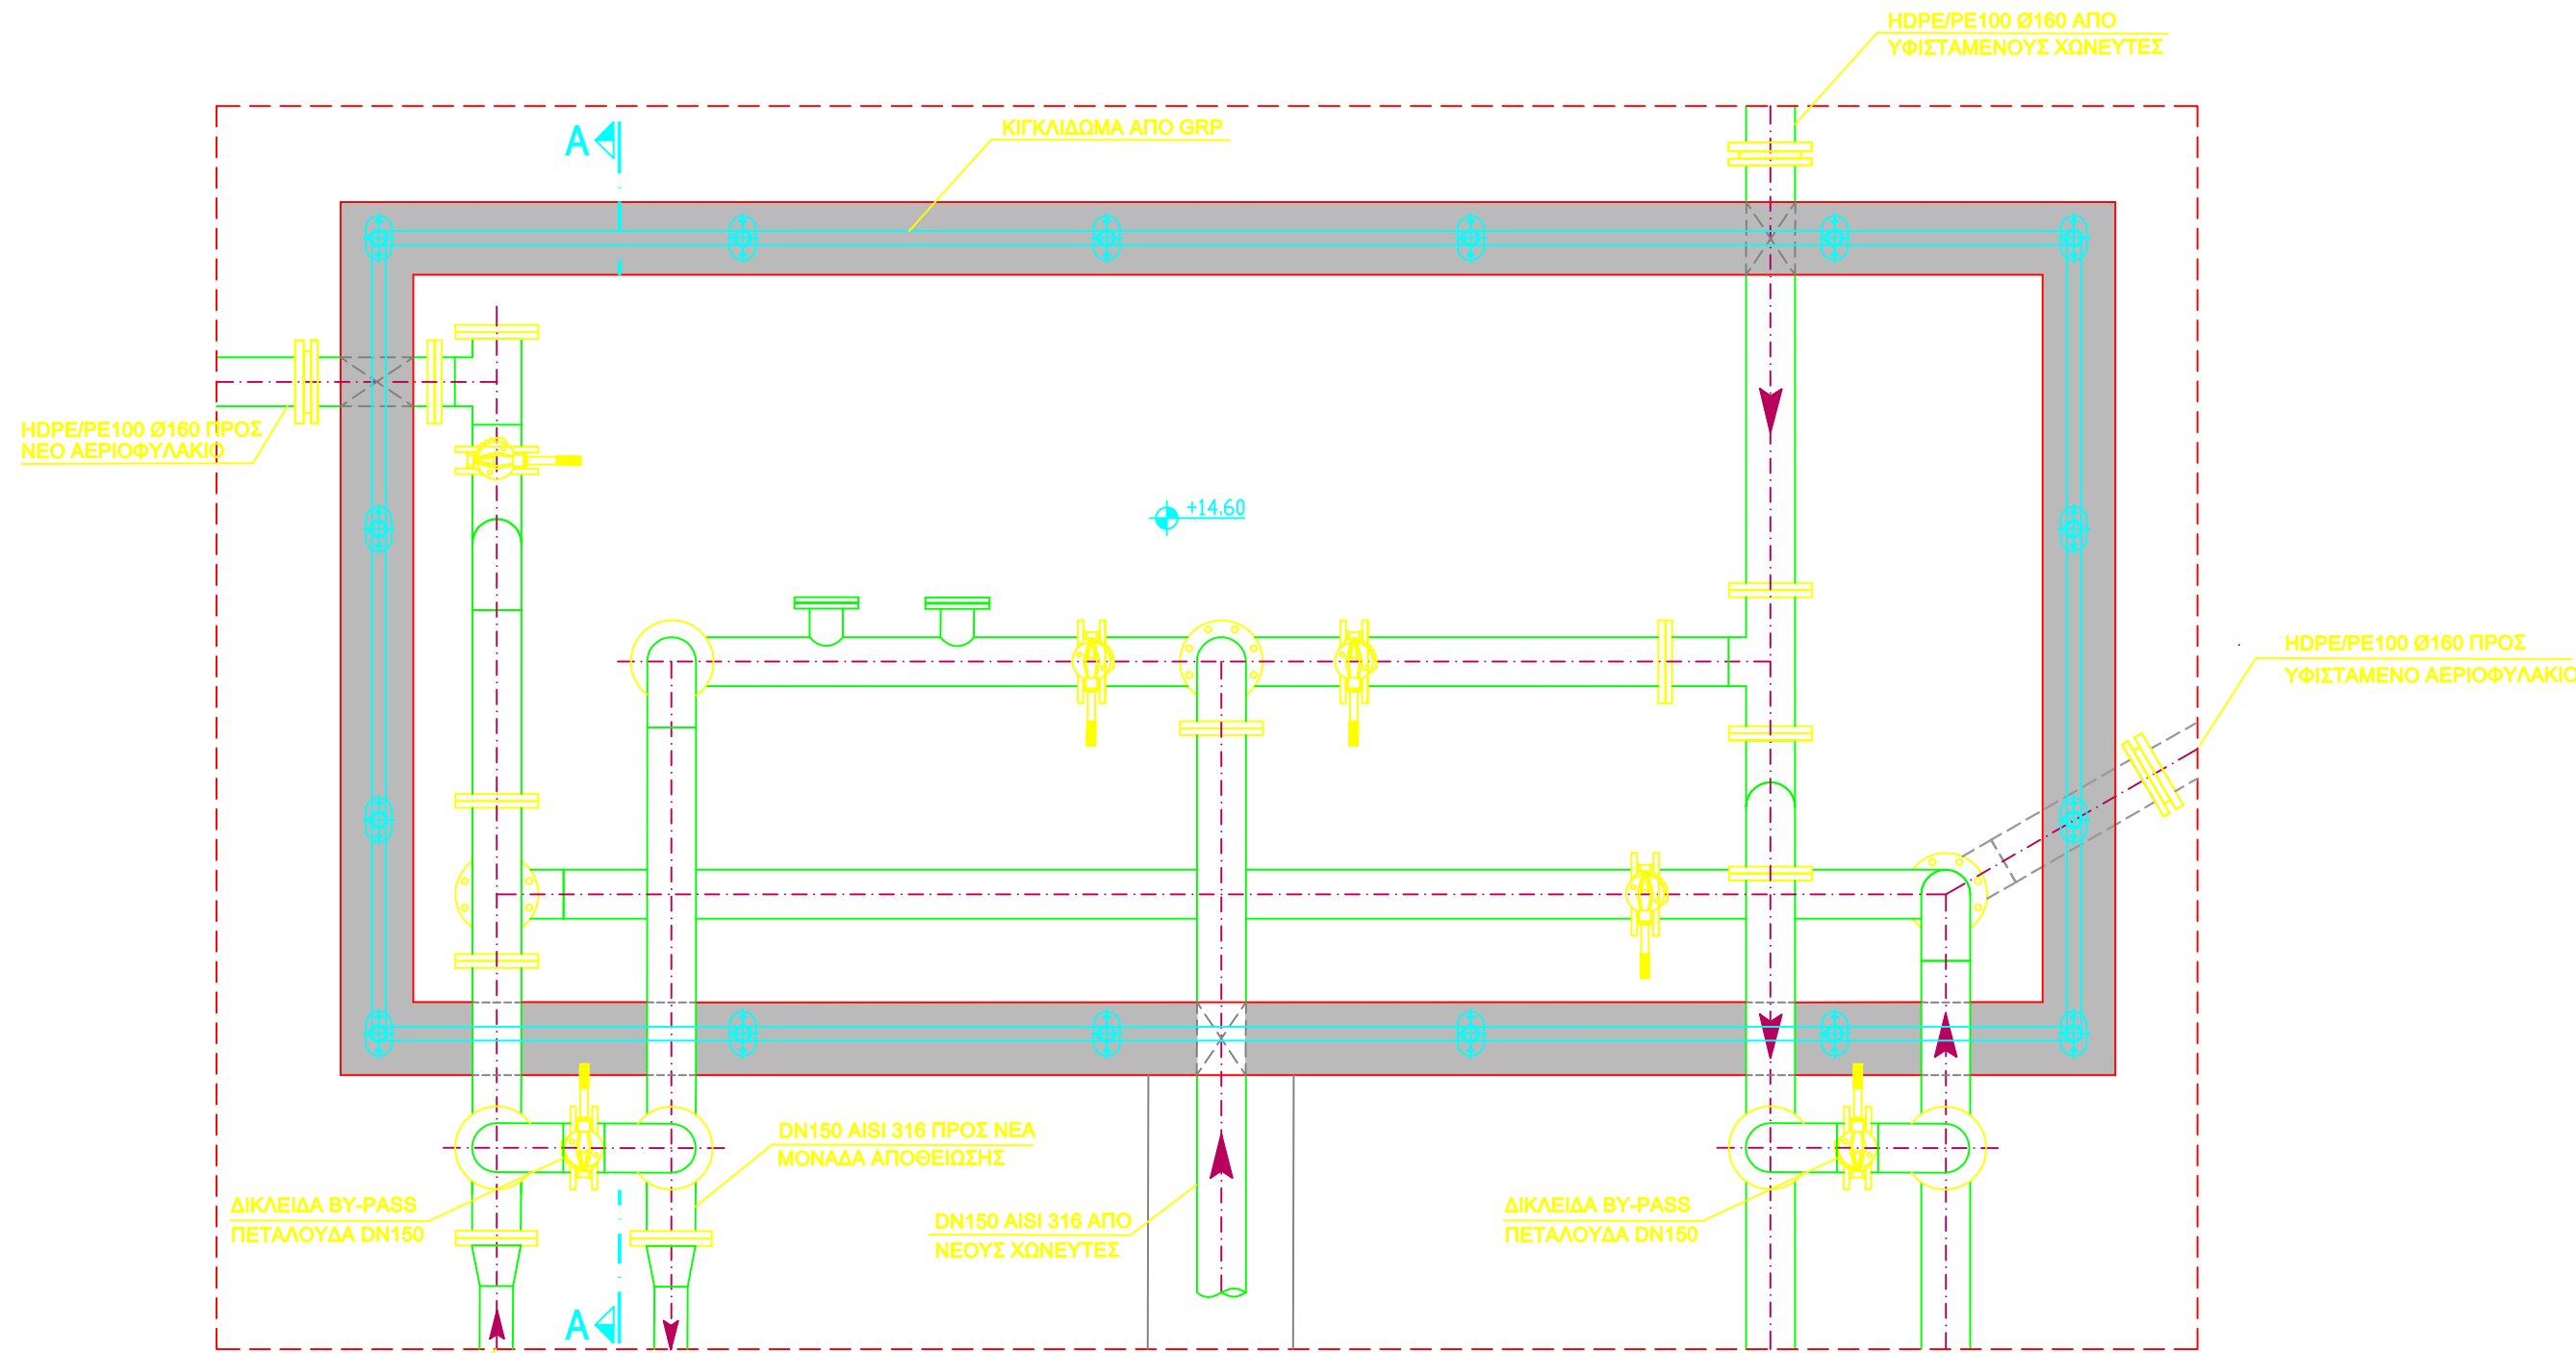 HDPE/PE100 Ø160 ΑΠΟ
ΥΦΙΣΤΑΜΕΝΟΥΣ ΧΩΝΕΥΤΕΣ
A
ΚΙΓΚΛΙΔΩΜΑ ΑΠΟ GRP
HDPE/PE100 Ø160 ΠΡΟΣ
ΝΕΟ ΑΕΡΙΟΦΥΛΑΚΙΟ
+14.60
HDPE/PE100 Ø160 ΠΡΟΣ
ΥΦΙΣΤΑΜΕΝΟ ΑΕΡΙΟΦΥΛΑΚΙΟ
DN150 AISI 316 ΠΡΟΣ ΝΕΑ
ΜΟΝΑΔΑ ΑΠΟΘΕΙΩΣΗΣ
ΔΙΚΛΕΙΔΑ BY-PASS
ΠΕΤΑΛΟΥΔΑ DN150
DN150 AISI 316 ΑΠΟ
ΝΕΟΥΣ ΧΩΝΕΥΤΕΣ
ΔΙΚΛΕΙΔΑ BY-PASS
ΠΕΤΑΛΟΥΔΑ DN150
A